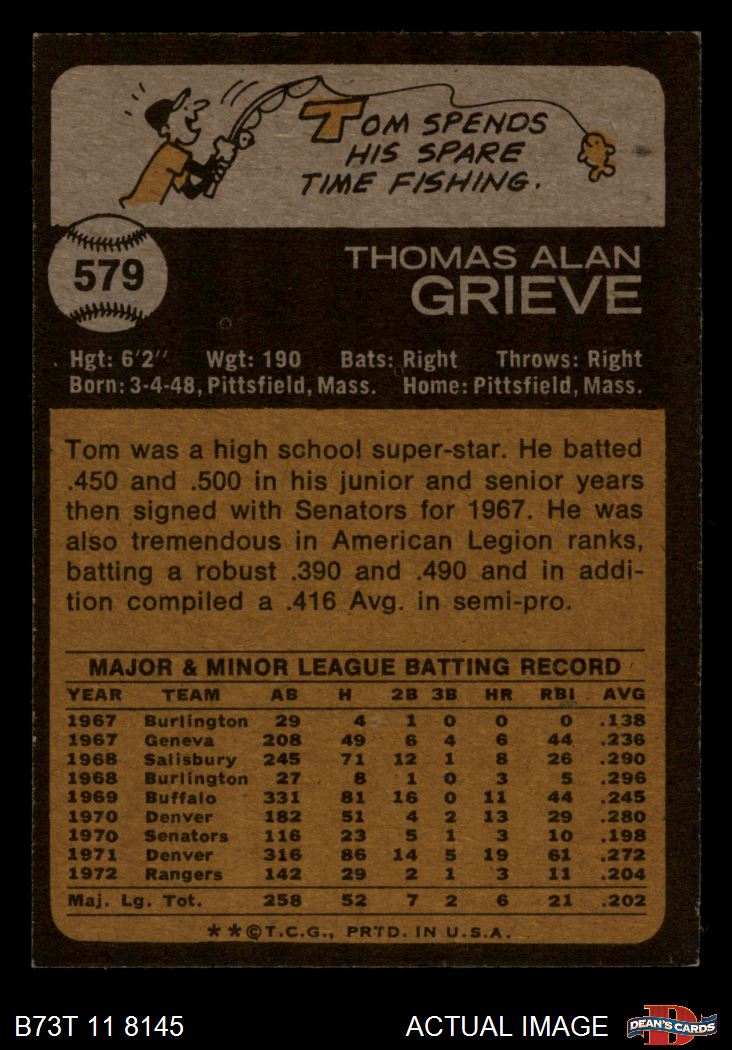 TOM SPENDS
HIS SPARE
TIME FISHING.
579
THOMAS ALAN
GRIEVE
Hgt: 6'2" Wgt: 190 Bats: Right Throws: Right
Born: 3-4-48, Pittsfield, Mass. Home: Pittsfield, Mass.
Tom was a high school super-star. He batted
.450 and .500 in his junior and senior years
then signed with Senators for 1967. He was
also tremendous in American Legion ranks,
batting a robust .390 and .490 and in addi-
tion compiled a .416 Avg. in semi-pro.
MAJOR & MINOR LEAGUE BATTING RECORD
YEAR TEAM AB H 2B 3B HR RBI AVG
1967 Burlington 29 4 1 0 0 0 .138
1967 Geneva 208 49 6 4 6 44 .236
1968 Salisbury 245 71 12 1 8 26 .290
1968 Burlington 27 8 1 0 3 5 .296
1969 Buffalo 331 81 16 0 11 44 .245
1970 Denver 182 51 4 2 13 29 .280
1970 Senators 116 23 5 1 3 10 .198
1971 Denver 316 86 14 5 19 61 .272
1972 Rangers 142 29 2 1 3 11 .204
Maj. Lg. Tot. 258 52 7 2 6 21 .202
**©T.C.G., PRTD. IN U.S.A.
B73T 11 8145 ACTUAL IMAGE
D
DEAN'S CARDS